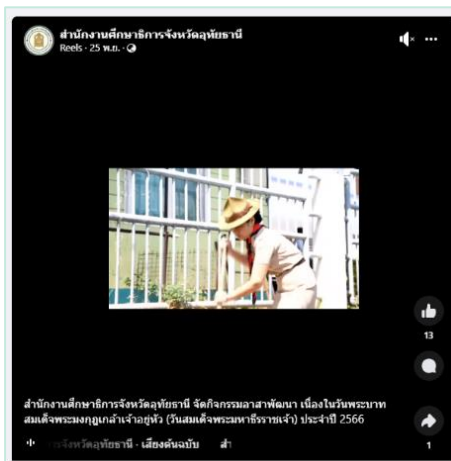 สำนักงานศึกษาธิการจังหวัดอุทัยธานี
Reels · 25 พ.ย. ·
13
สำนักงานศึกษาธิการจังหวัดอุทัยธานี จัดกิจกรรมอาสาพัฒนา เนื่องในวันพระบาท
สมเด็จพระมงกุฎเกล้าเจ้าอยู่หัว (วันสมเด็จพระมหาธีรราชเจ้า) ประจำปี 2566
จังหวัดอุทัยธานี · เสียงต้นฉบับ สำ
1